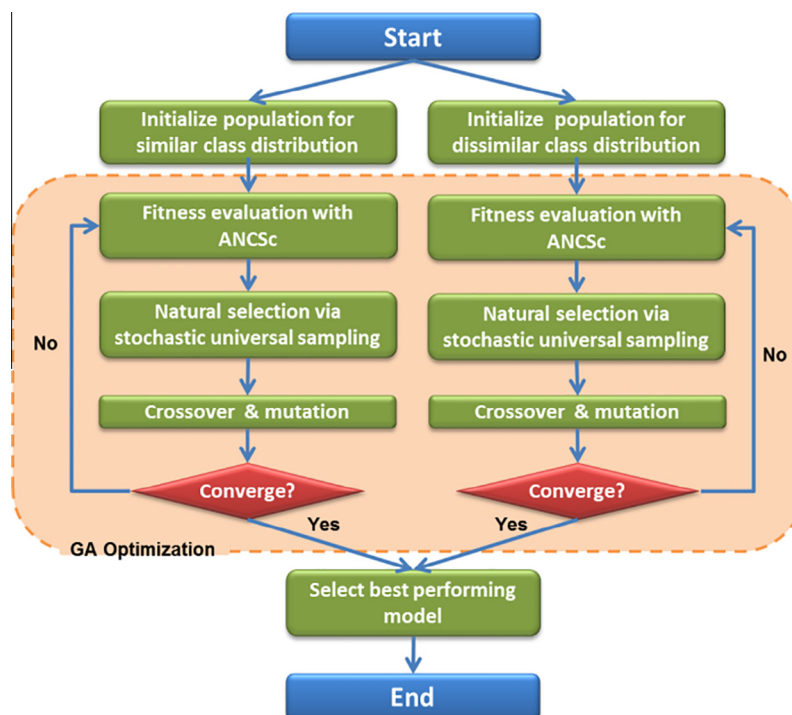 Start
Initialize population for
similar class distribution
Initialize population for
dissimilar class distribution
Fitness evaluation with
ANCSc
Fitness evaluation with
ANCSc
Natural selection via
stochastic universal sampling
Natural selection via
stochastic universal sampling
No
No
Crossover & mutation
Crossover & mutation
Converge?
Converge?
Yes
Yes
GA Optimization
Select best performing
model
End